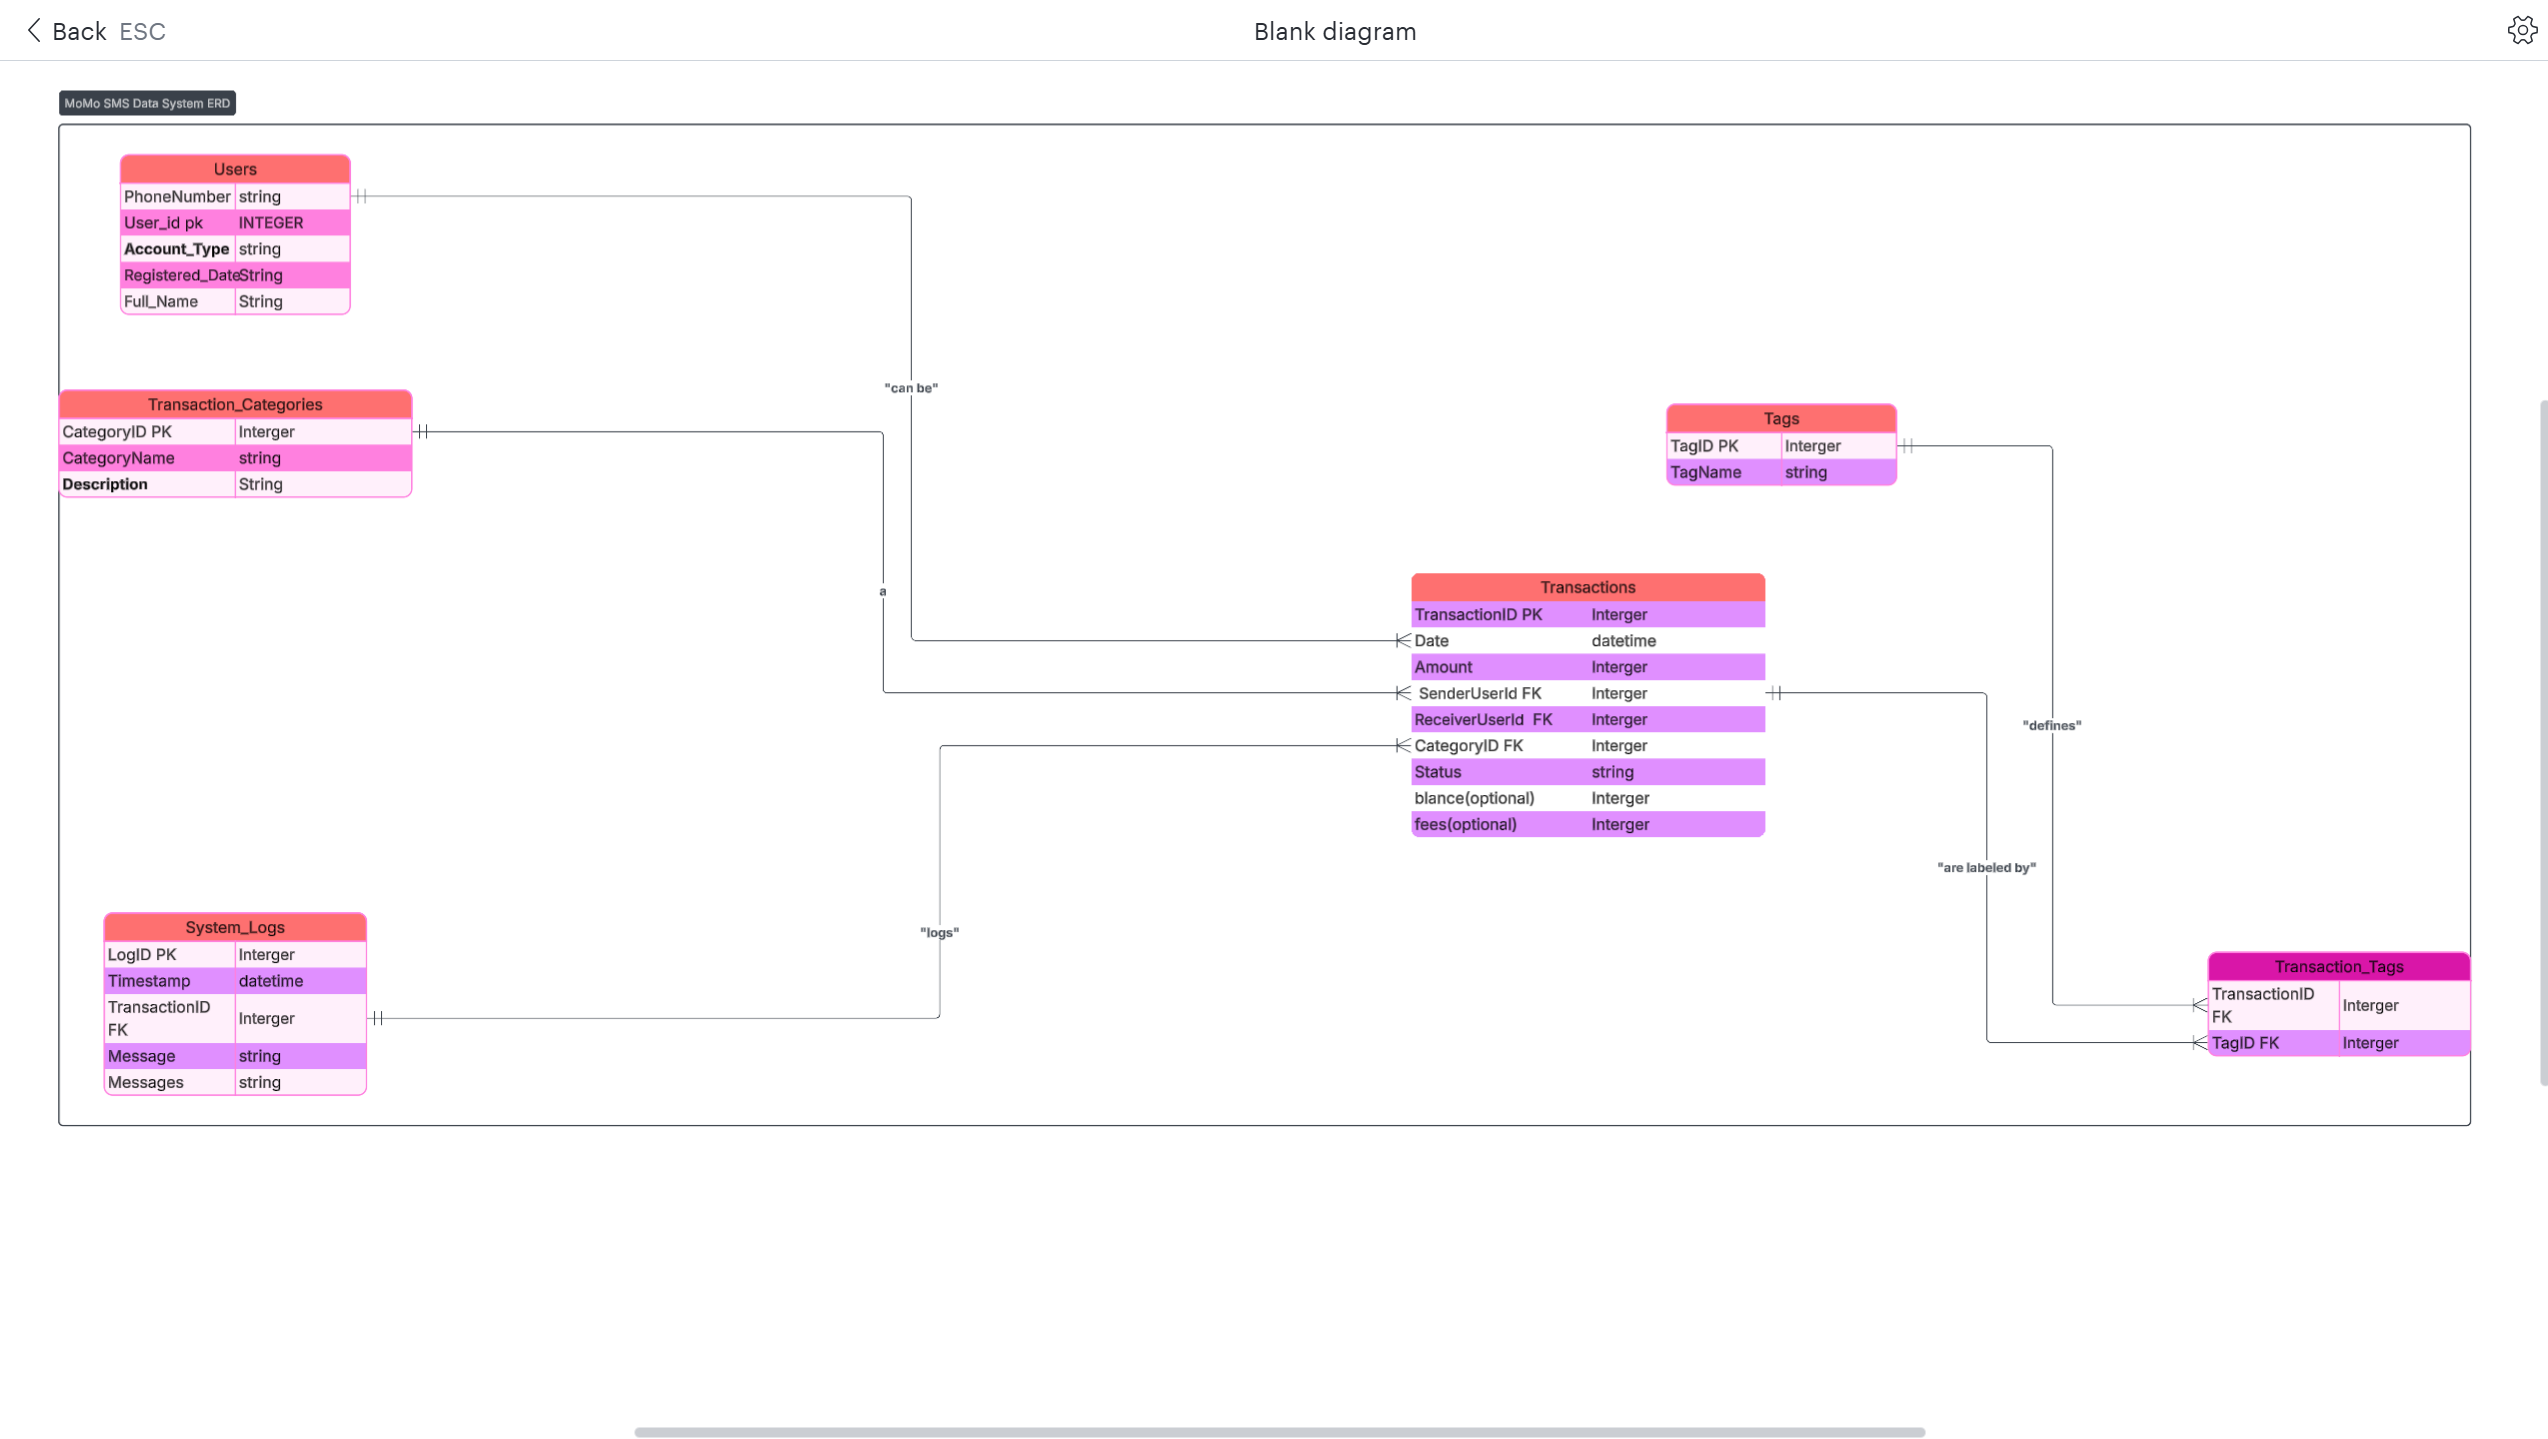 Back ESC
Blank diagram
MoMo SMS Data System ERD
Users
PhoneNumber string
User_id pk INTEGER
Account_Type string
Registered_Date String
Full_Name String
"can be"
Transaction_Categories
CategoryID PK Interger
CategoryName string
Description String
a
Tags
TagID PK Interger
TagName string
Transactions
TransactionID PK Interger
Date datetime
Amount Interger
SenderUserId FK Interger
ReceiverUserId FK Interger
CategoryID FK Interger
Status string
blance(optional) Interger
fees(optional) Interger
"defines"
"are labeled by"
"logs"
System_Logs
LogID PK Interger
Timestamp datetime
TransactionID
FK Interger
Message string
Messages string
Transaction_Tags
TransactionID
FK Interger
TagID FK Interger